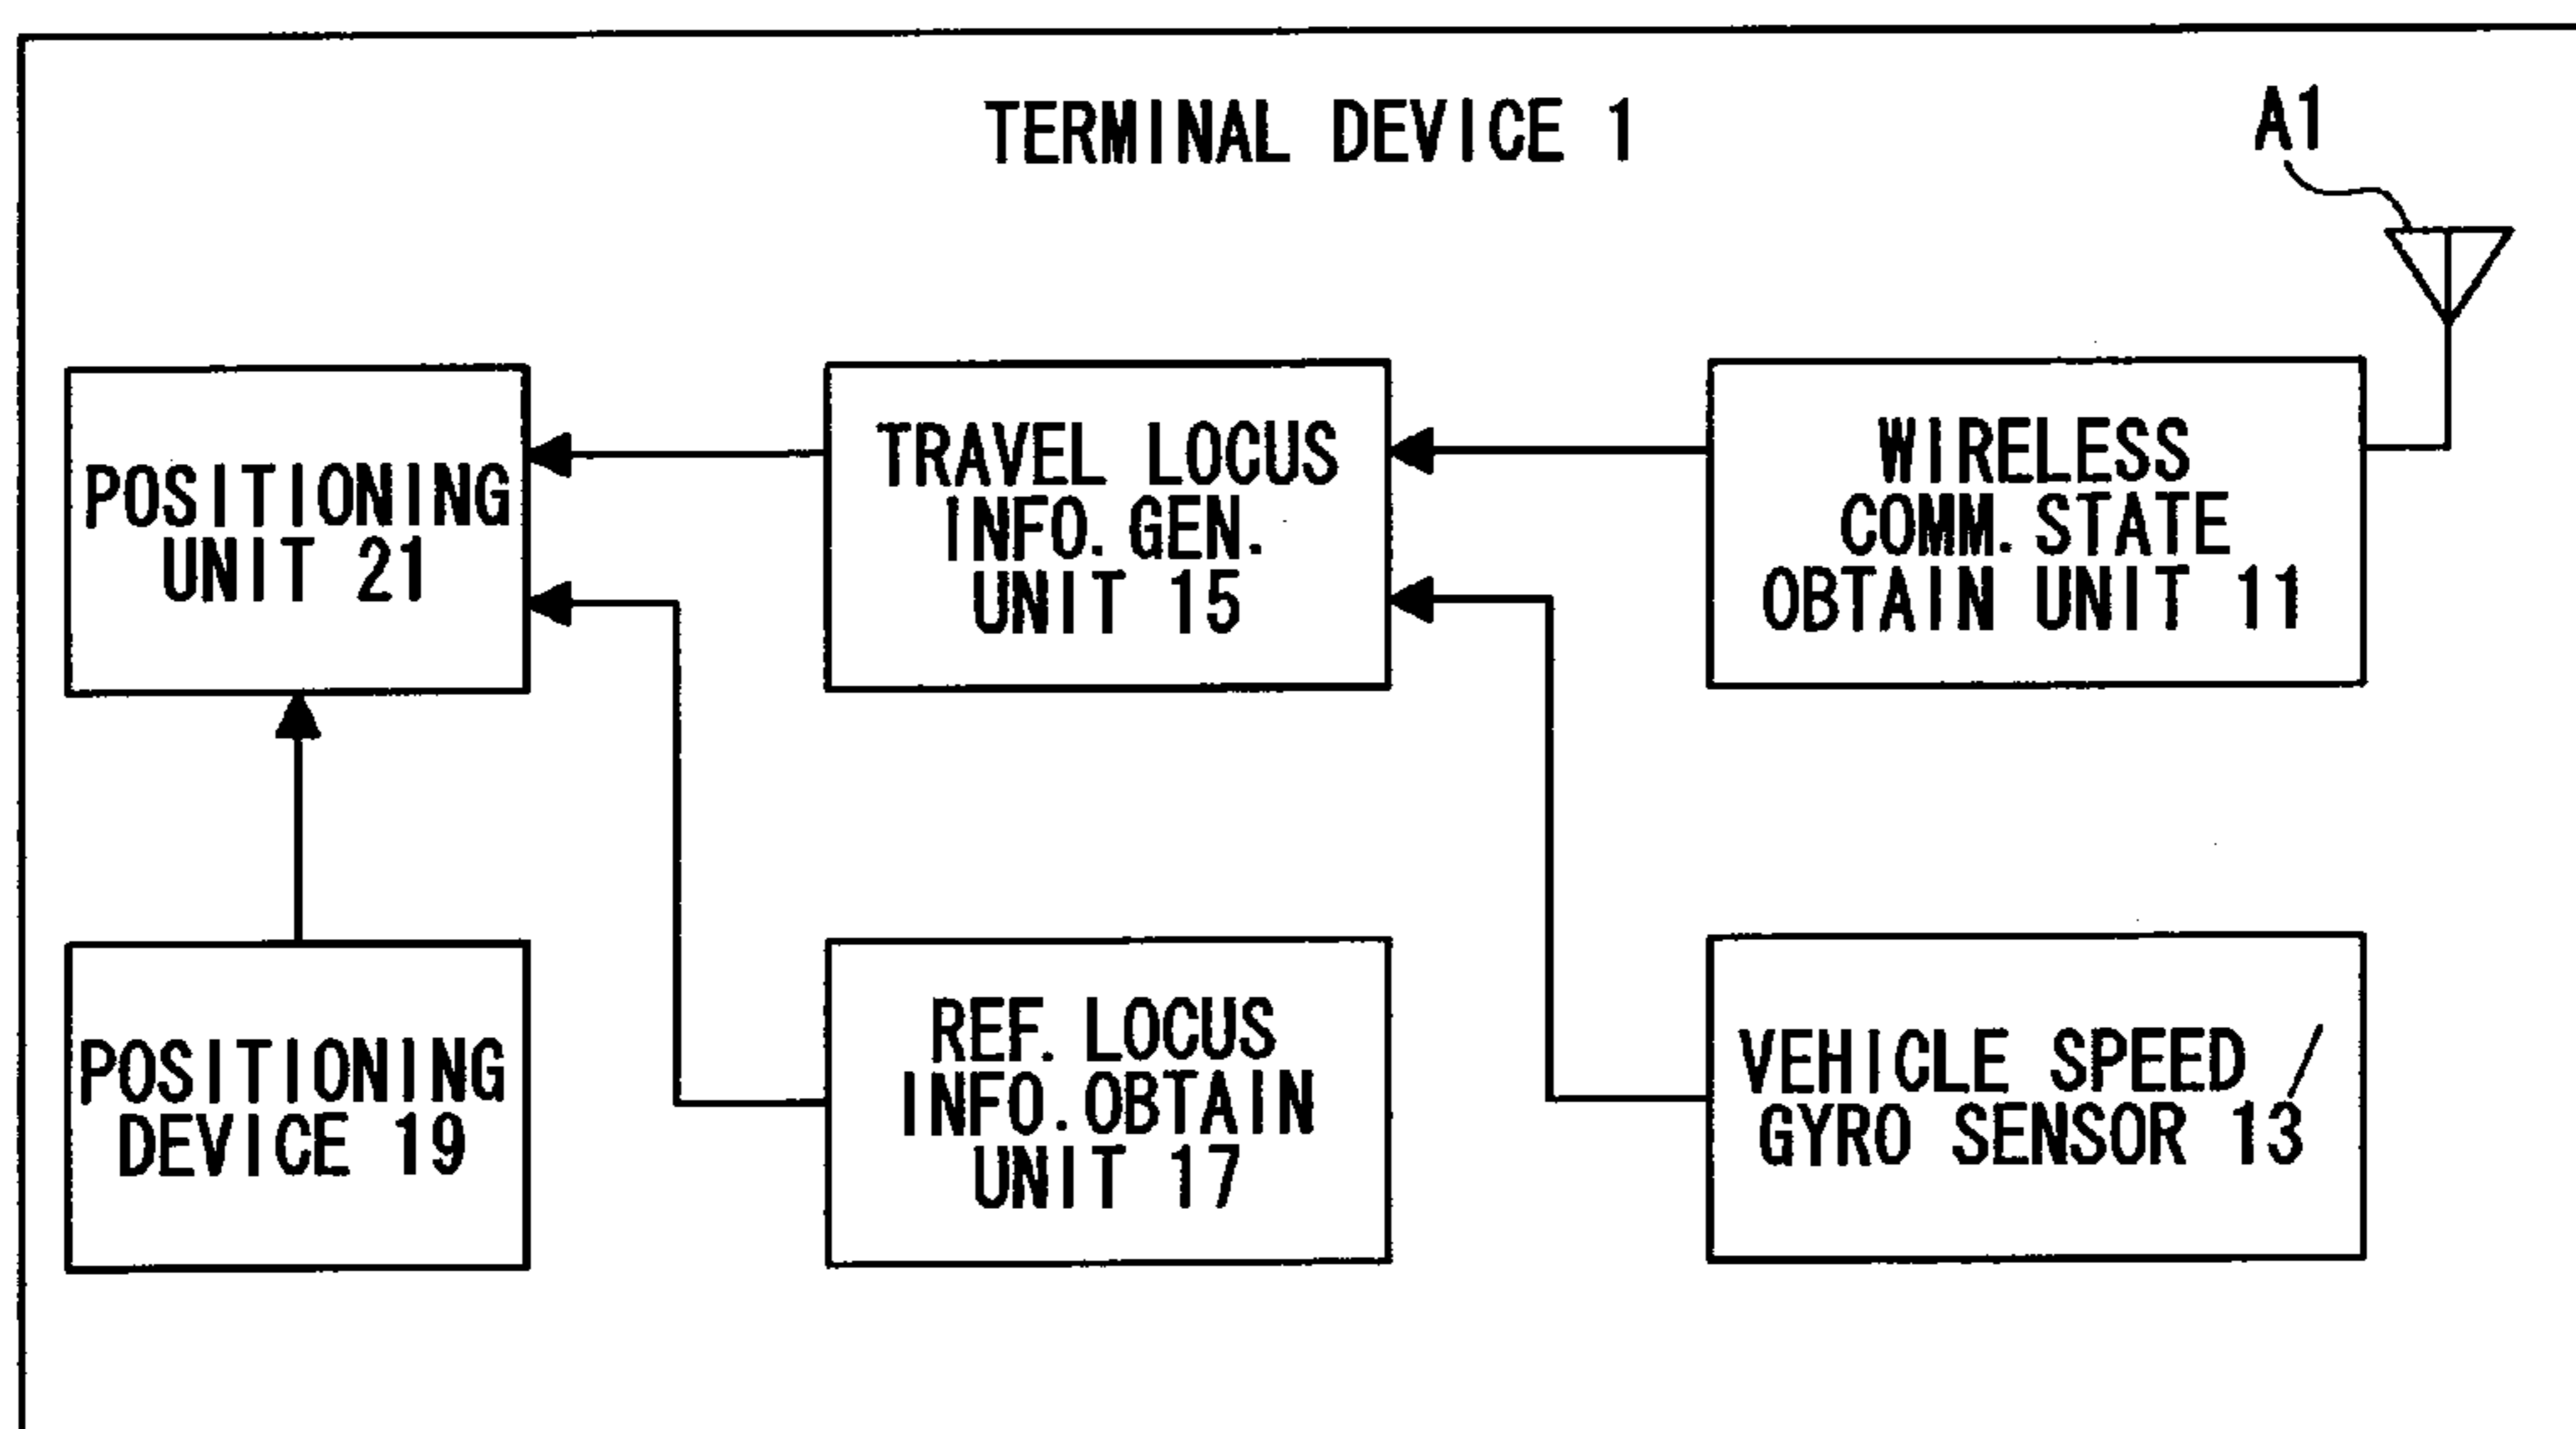 TERMINAL DEVICE 1
A1
POSITIONING
UNIT 21
TRAVEL LOCUS
INFO. GEN.
UNIT 15
WIRELESS
COMM. STATE
OBTAIN UNIT 11
POSITIONING
DEVICE 19
REF. LOCUS
INFO. OBTAIN
UNIT 17
VEHICLE SPEED /
GYRO SENSOR 13